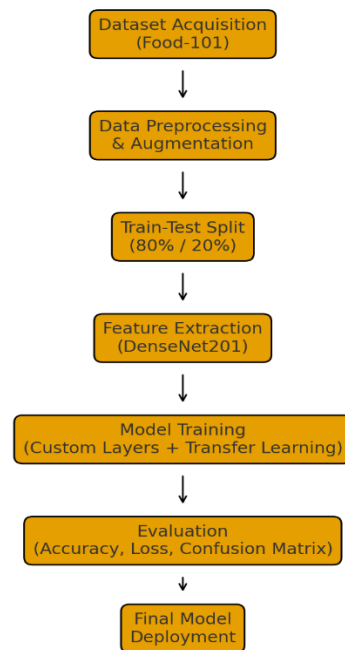 Dataset Acquisition
(Food-101)
Data Preprocessing
& Augmentation
Train-Test Split
(80% / 20%)
Feature Extraction
(DenseNet201)
Model Training
(Custom Layers + Transfer Learning)
Evaluation
(Accuracy, Loss, Confusion Matrix)
Final Model
Deployment